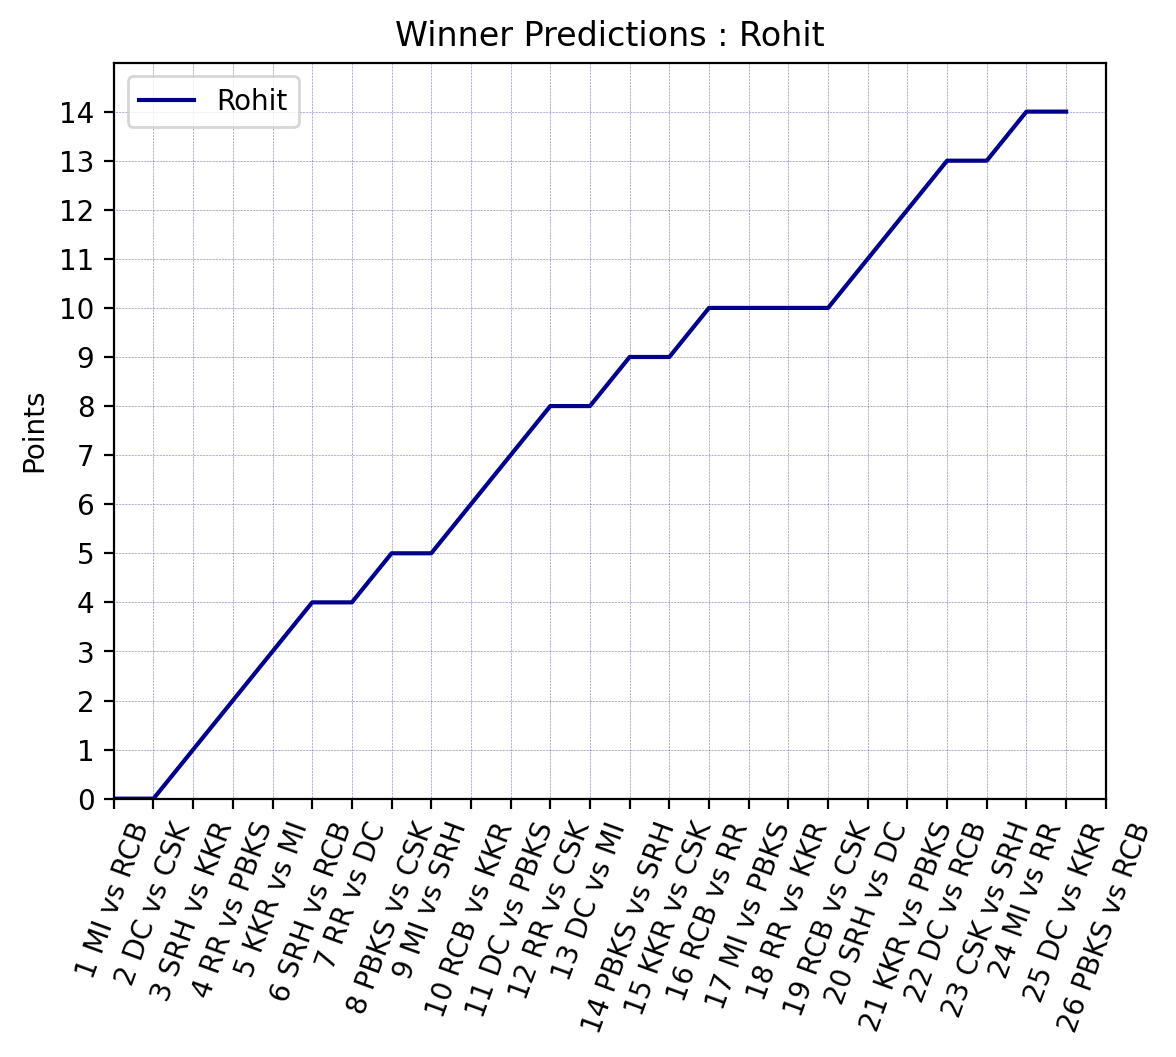 Winner Predictions : Rohit
Rohit
14
13
12
11
10
9
8
7
6
5
4
3
2
1
0
Points
1 MI vs RCB
2 DC vs CSK
3 SRH vs KKR
4 RR vs PBKS
5 KKR vs MI
6 SRH vs RCB
7 RR vs DC
8 PBKS vs CSK
9 MI vs SRH
10 RCB vs KKR
11 DC vs PBKS
12 RR vs CSK
13 DC vs MI
14 PBKS vs SRH
15 KKR vs CSK
16 RCB vs RR
17 MI vs PBKS
18 RR vs KKR
19 RCB vs CSK
20 SRH vs DC
21 KKR vs PBKS
22 DC vs RCB
23 CSK vs SRH
24 MI vs RR
25 DC vs KKR
26 PBKS vs RCB